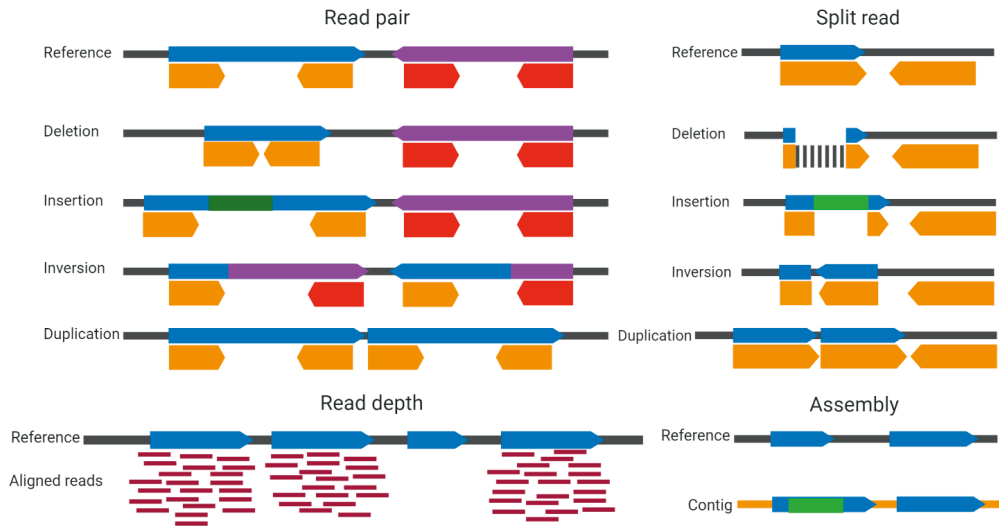 Read pair
Reference
Deletion
Insertion
Inversion
Duplication
Split read
Reference
Deletion
Insertion
Inversion
Duplication
Read depth
Reference
Aligned reads
Assembly
Reference
Contig